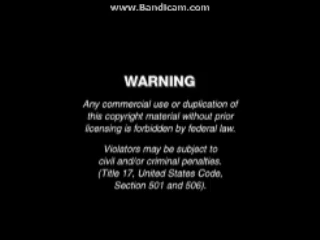 www.Bandicam.com
WARNING
Any commercial use or duplication of
this copyright material without prior
licensing is forbidden by federal law.
Violators may be subject to
civil and/or criminal penalties.
(Title 17, United States Code,
Section 501 and 506).